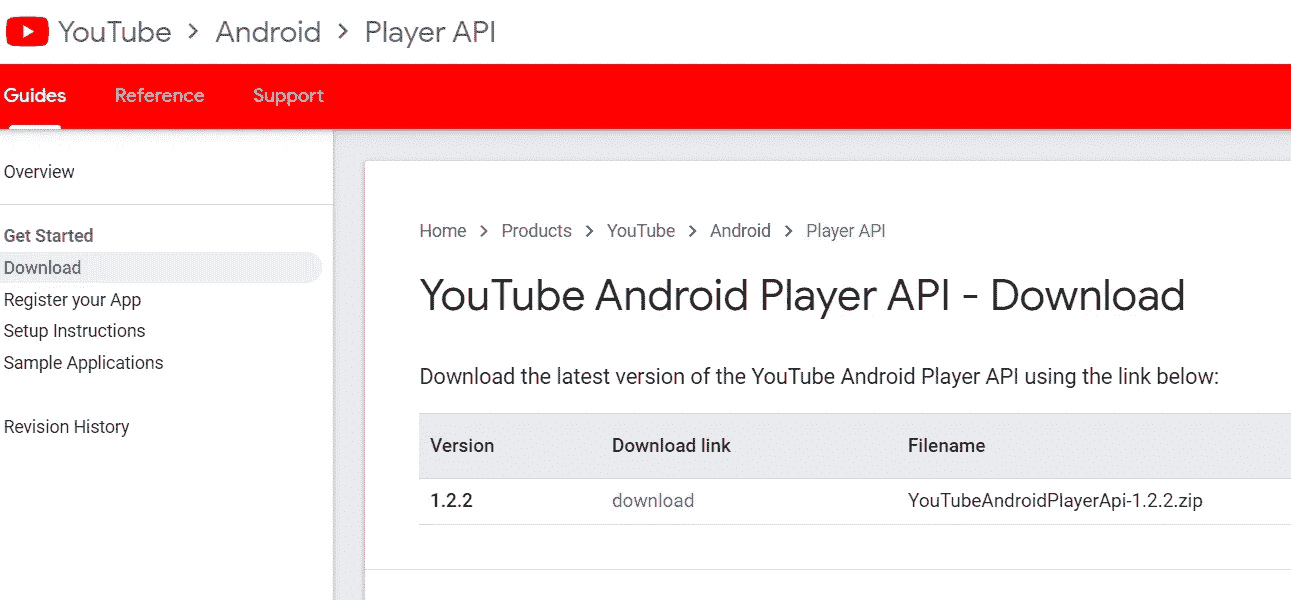 YouTube > Android > Player API
Guides Reference Support
Overview
Get Started
Download
Register your App
Setup Instructions
Sample Applications
Revision History
Home > Products > YouTube > Android > Player API
YouTube Android Player API - Download
Download the latest version of the YouTube Android Player API using the link below:
Version Download link Filename
1.2.2 download YouTubeAndroidPlayerApi-1.2.2.zip